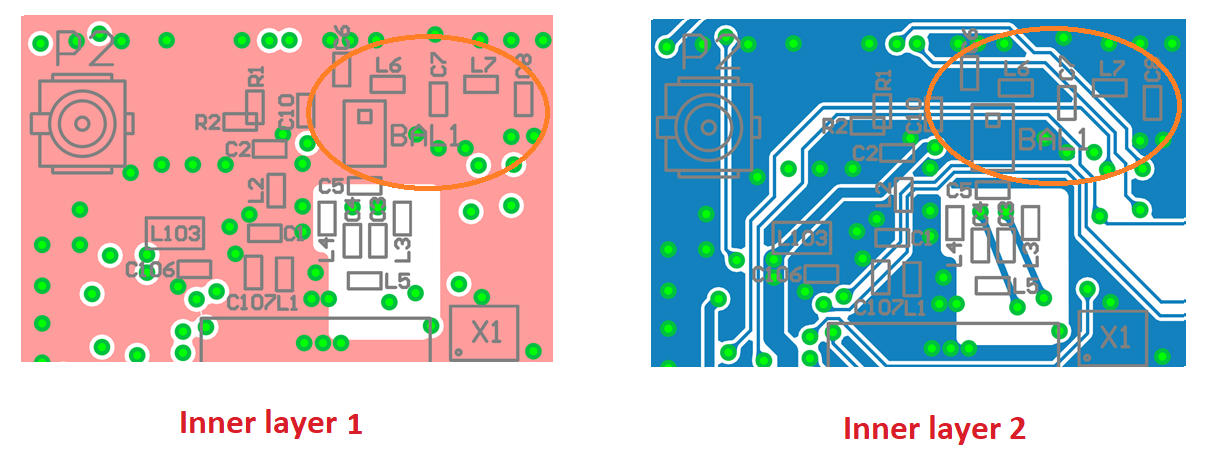 P2
C6
L6
C7
L7
C8
R1
C10
R2
BAL1
C2
C5
L2
C4
C3
L103
C1
L4
L3
C106
L5
C107
L1
X1
Inner layer 1
P2
L6
C7
L7
C8
R1
C10
R2
BAL1
C2
L2
C5
C4
C3
L103
C1
L4
L3
C106
L5
C107
L1
X1
Inner layer 2